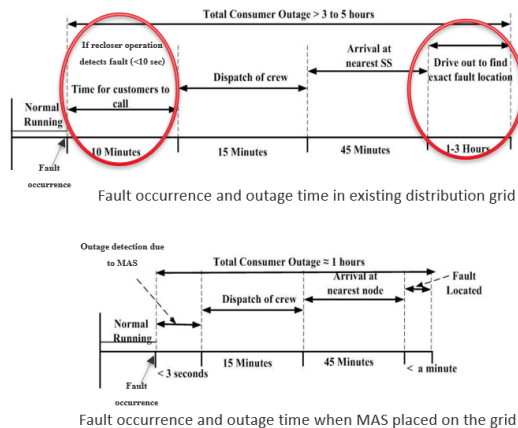 Total Consumer Outage > 3 to 5 hours
If recloser operation
detects fault (<10 sec)
Time for customers to
call
Dispatch of crew
Arrival at
nearest SS
Drive out to find
exact fault location
Normal
Running
10 Minutes
15 Minutes
45 Minutes
1-3 Hours
Fault
occurrence
Fault occurrence and outage time in existing distribution grid
Outage detection due
to MAS
Total Consumer Outage ≈ 1 hours
Arrival at
nearest node
Fault
Located
Dispatch of crew
Normal
Running
< 3 seconds
15 Minutes
45 Minutes
< a minute
Fault
occurrence
Fault occurrence and outage time when MAS placed on the grid